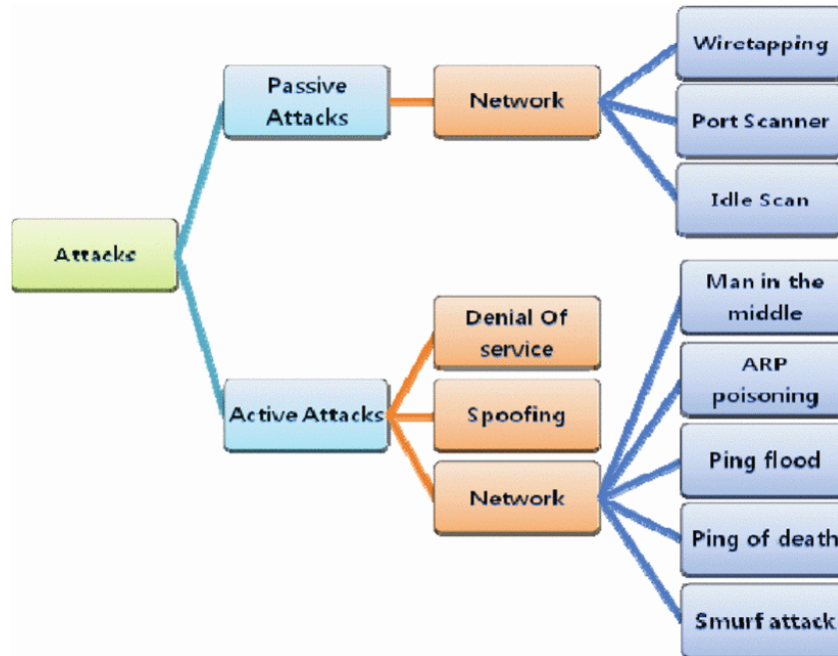 Attacks
Passive
Attacks
Network
Wiretapping
Port Scanner
Idle Scan
Active Attacks
Denial Of
service
Spoofing
Network
Man in the
middle
ARP
poisoning
Ping flood
Ping of death
Smurf attack